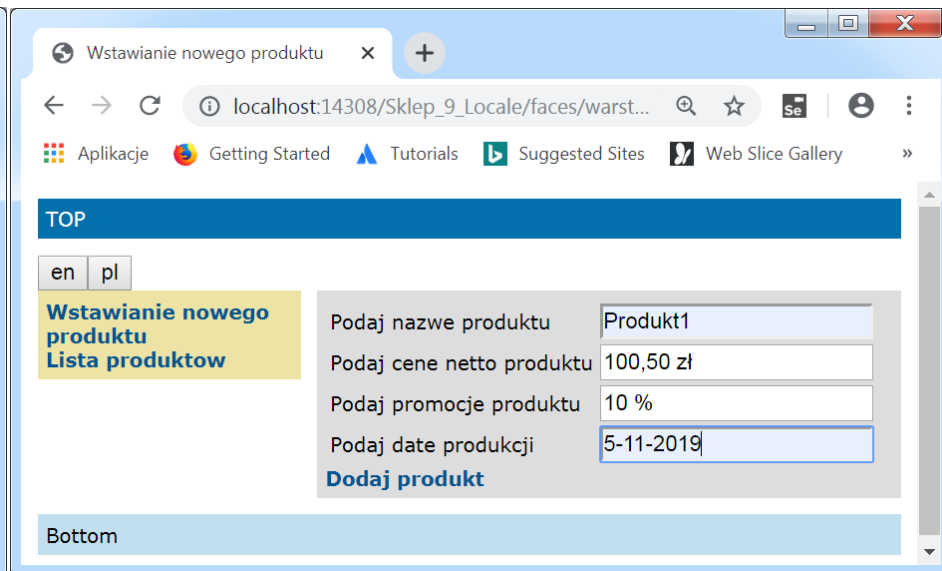 Wstawianie nowego produktu
localhost:14308/Sklep_9_Locale/faces/warst...
Se
Aplikacje Getting Started Tutorials Suggested Sites Web Slice Gallery »
TOP
en pl
Wstawianie nowego
produktu
Lista produktow
Podaj nazwe produktu Produkt1
Podaj cene netto produktu 100,50 zł
Podaj promocje produktu 10 %
Podaj date produkcji 5-11-2019
Dodaj produkt
Bottom